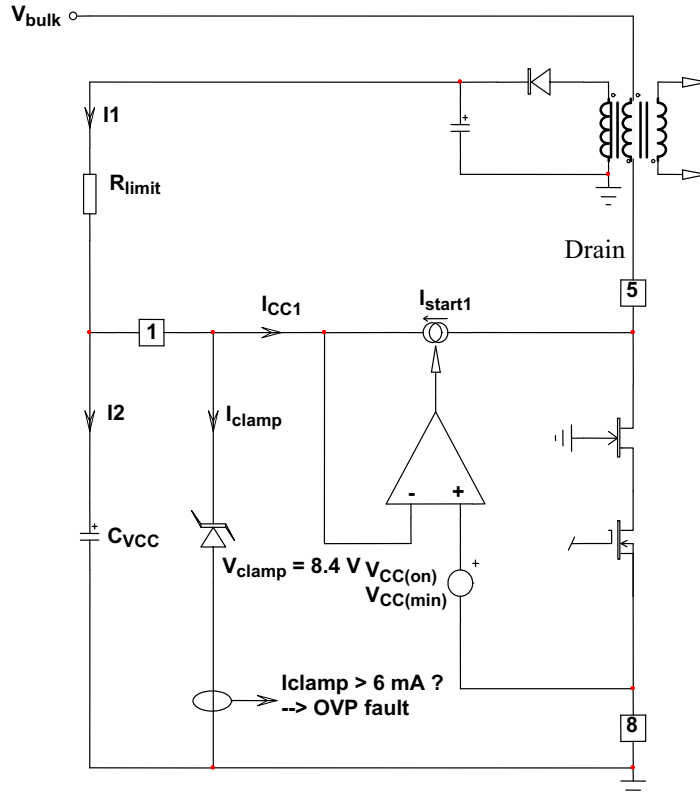 Vbulk
I1
Rlimit
Drain
5
ICC1
Istart1
1
I2
Iclamp
- +
CVCC
Vclamp = 8.4 V
VCC(on)
VCC(min)
+
+
+
Iclamp > 6 mA ?
--> OVP fault
8